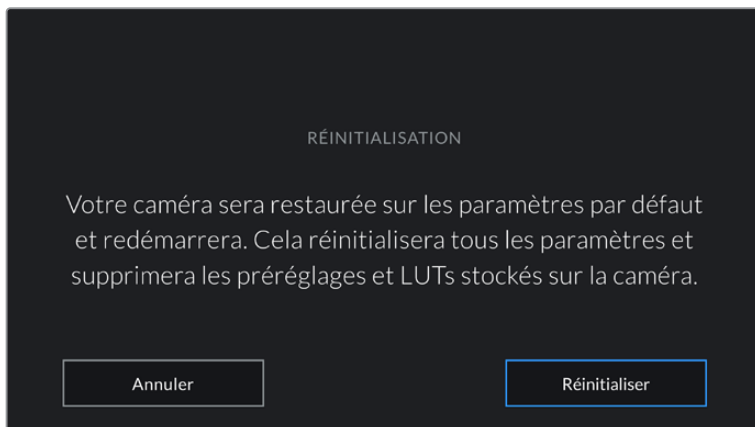 RÉINITIALISATION
Votre caméra sera restaurée sur les paramètres par défaut
et redémarrera. Cela réinitialisera tous les paramètres et
supprimera les préréglages et LUTs stockés sur la caméra.
Annuler
Réinitialiser